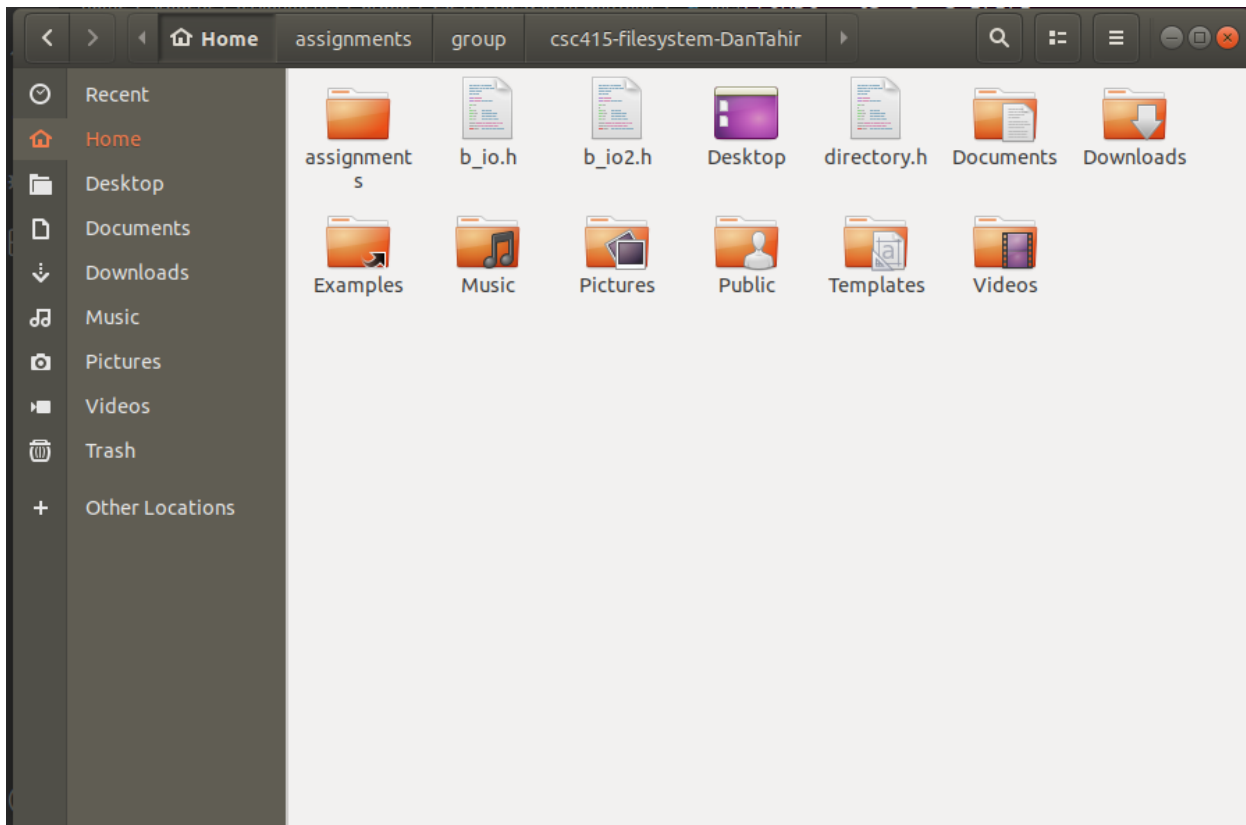 Home assignments group csc415-filesystem-DanTahir
Recent
Home
Desktop
Documents
Downloads
Music
Pictures
Videos
Trash
Other Locations
assignment
s
b_io.h b_io2.h Desktop directory.h Documents Downloads
Examples Music Pictures Public Templates Videos